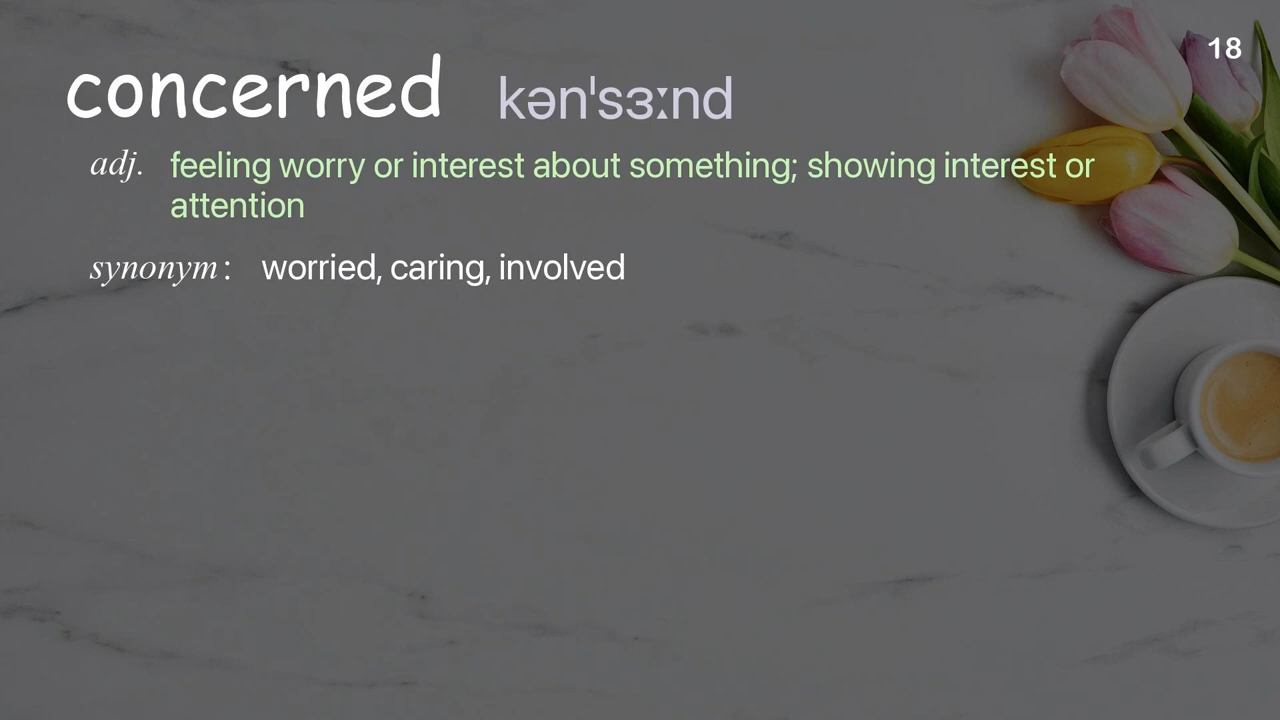 18
concerned kən'sɜːnd
adj. feeling worry or interest about something; showing interest or
attention
synonym: worried, caring, involved